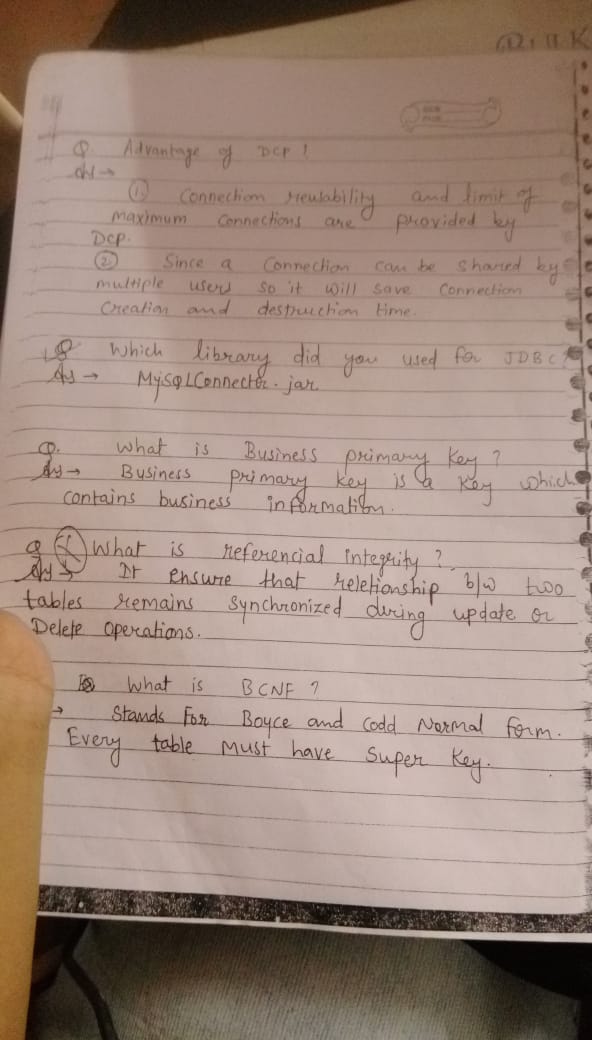 Q. Advantage of DCP !
Ans →
① Connection reusability and limit of
maximum Connections are provided by
DCP.
② Since a Connection can be shared by
multiple users so it will save Connection
Creation and destruction time.
Q Which library did you used for JDBC?
Ans → MySQLConnector.jar
Q. What is Business primary Key ?
Ans → Business primary key is a key which
contains business information.
Q What is referencial integrity ?
Ans → It ensure that reletionship b/w two
tables remains synchronized during update or
Delete operations.
What is BCNF ?
→ Stands For Boyce and Codd Normal form.
Every table Must have Super Key.